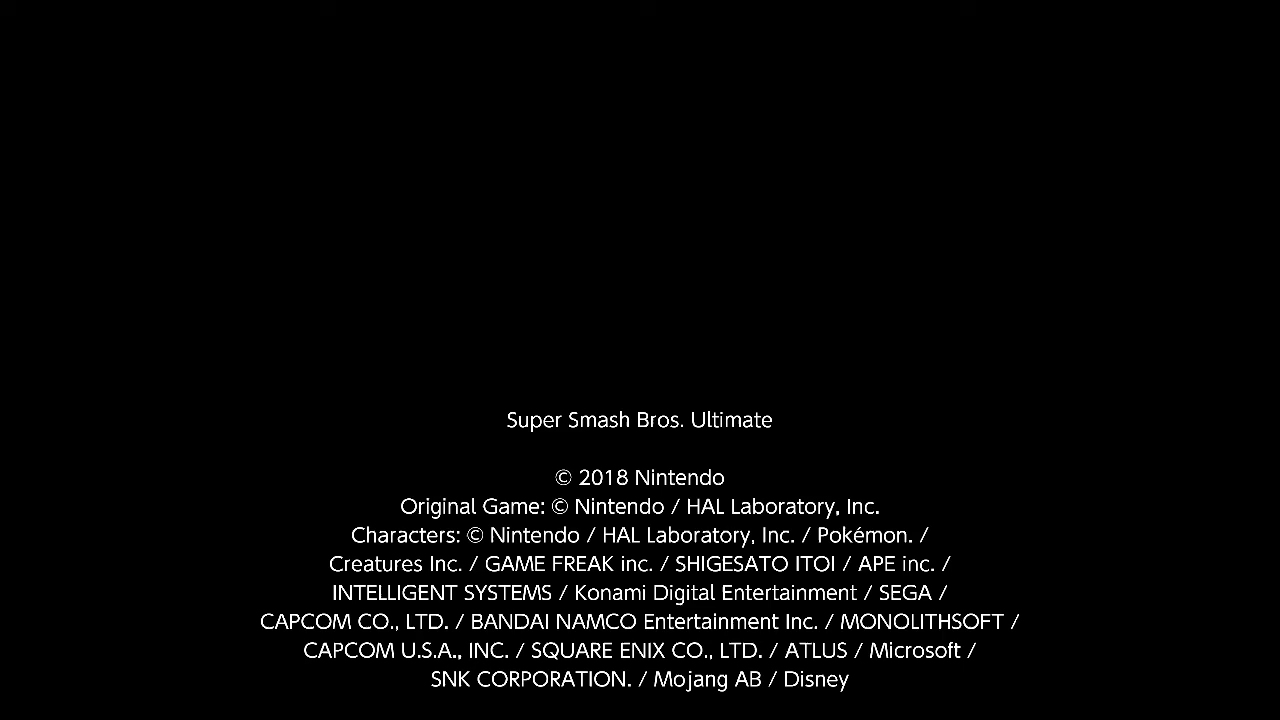 Super Smash Bros. Ultimate
© 2018 Nintendo
Original Game: © Nintendo / HAL Laboratory, Inc.
Characters: © Nintendo / HAL Laboratory, Inc. / Pokémon. /
Creatures Inc. / GAME FREAK inc. / SHIGESATO ITOI / APE inc. /
INTELLIGENT SYSTEMS / Konami Digital Entertainment / SEGA /
CAPCOM CO., LTD. / BANDAI NAMCO Entertainment Inc. / MONOLITHSOFT /
CAPCOM U.S.A., INC. / SQUARE ENIX CO., LTD. / ATLUS / Microsoft /
SNK CORPORATION. / Mojang AB / Disney